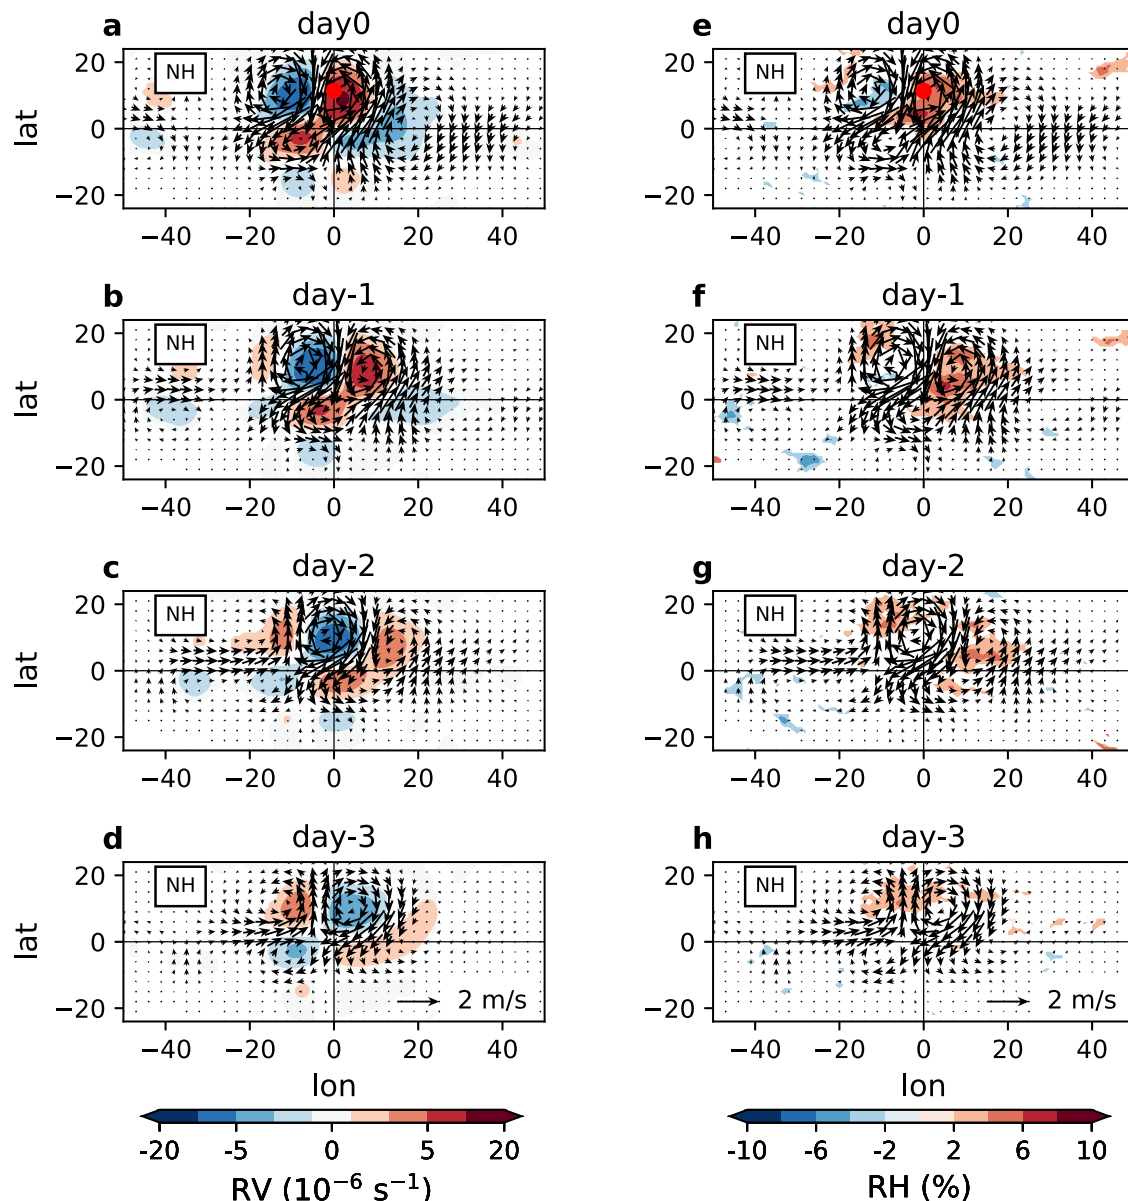 a day0
NH
lat
20
0
−20
−40 −20 0 20 40
e day0
NH
20
0
−20
−40 −20 0 20 40
b day-1
NH
lat
20
0
−20
−40 −20 0 20 40
f day-1
NH
20
0
−20
−40 −20 0 20 40
c day-2
NH
lat
20
0
−20
−40 −20 0 20 40
g day-2
NH
20
0
−20
−40 −20 0 20 40
d day-3
NH
lat
20
0
−20
2 m/s
−40 −20 0 20 40
lon
h day-3
NH
20
0
−20
2 m/s
−40 −20 0 20 40
lon
-20 -5 0 5 20
RV (10⁻⁶ s⁻¹)
-10 -6 -2 2 6 10
RH (%)